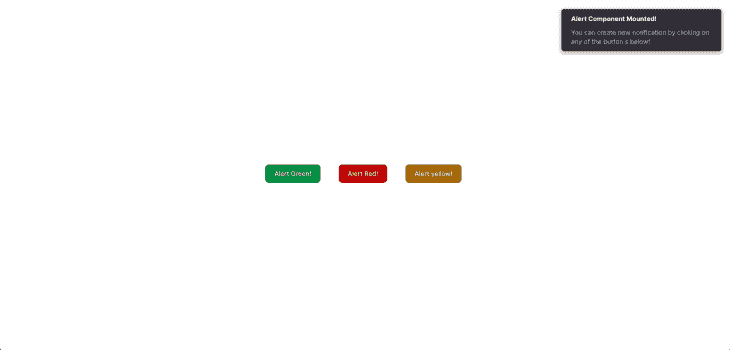 Alert Component Mounted!
You can create new notification by clicking on
any of the button s below!
Alert Green!
Alert Red!
Alert yellow!